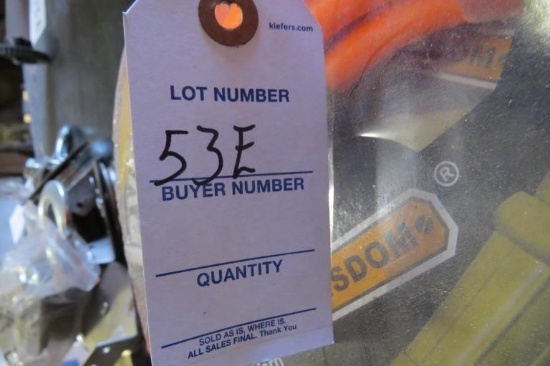 kiefers.com
LOT NUMBER
53E
BUYER NUMBER
QUANTITY
SOLD AS IS, WHERE IS.
ALL SALES FINAL. Thank You
DOM
®
SDOM